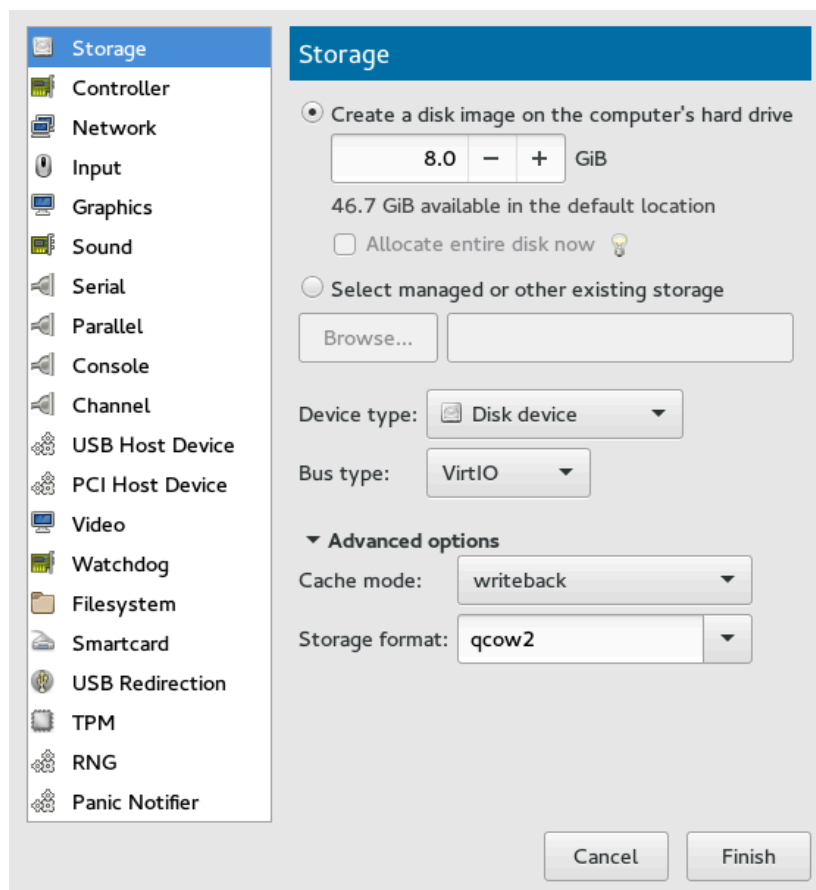 Storage
Controller
Network
Input
Graphics
Sound
Serial
Parallel
Console
Channel
USB Host Device
PCI Host Device
Video
Watchdog
Filesystem
Smartcard
USB Redirection
TPM
RNG
Panic Notifier
Storage
Create a disk image on the computer's hard drive
8.0 − + GiB
46.7 GiB available in the default location
Allocate entire disk now
Select managed or other existing storage
Browse...
Device type: Disk device
Bus type: VirtIO
Advanced options
Cache mode: writeback
Storage format: qcow2
Cancel Finish